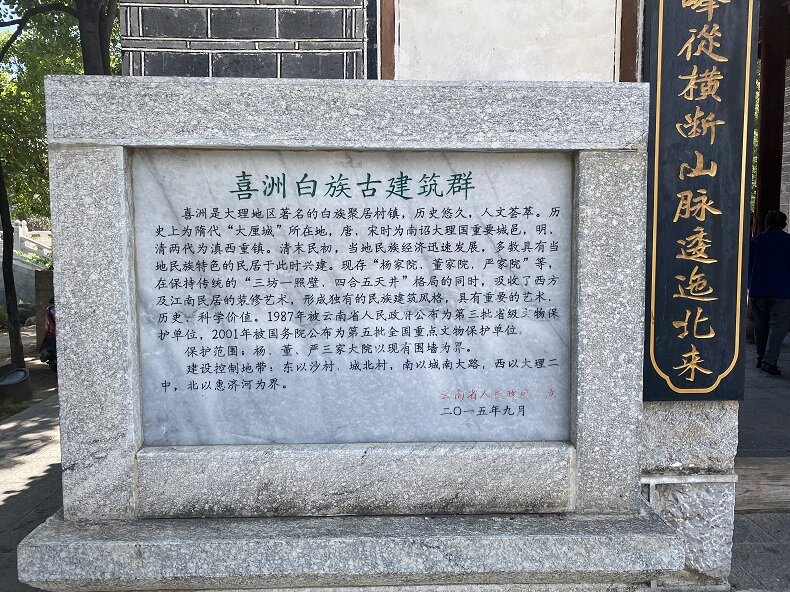 喜洲白族古建筑群
喜洲是大理地区著名的白族聚居村镇，历史悠久，人文荟萃。历
史上为隋代“大厘城”所在地，唐、宋时为南诏大理国重要城邑，明、
清两代为滇西重镇。清末民初，当地民族经济迅速发展，多数具有当
地民族特色的民居于此时兴建。现存“杨家院、董家院、严家院”等，
在保持传统的“三坊一照壁、四合五天井”格局的同时，吸收了西方
及江南民居的装修艺术，形成独有的民族建筑风格，具有重要的艺术、
历史、科学价值。1987年被云南省人民政府公布为第三批省级文物保
护单位，2001年被国务院公布为第五批全国重点文物保护单位。
保护范围：杨、董、严三家大院以现有围墙为界。
建设控制地带：东以沙村、城北村，南以城南大路，西以大理二
中，北以惠济河为界。
云南省人民政府 立
二〇一五年九月
峰從横断山脉逶迤北来